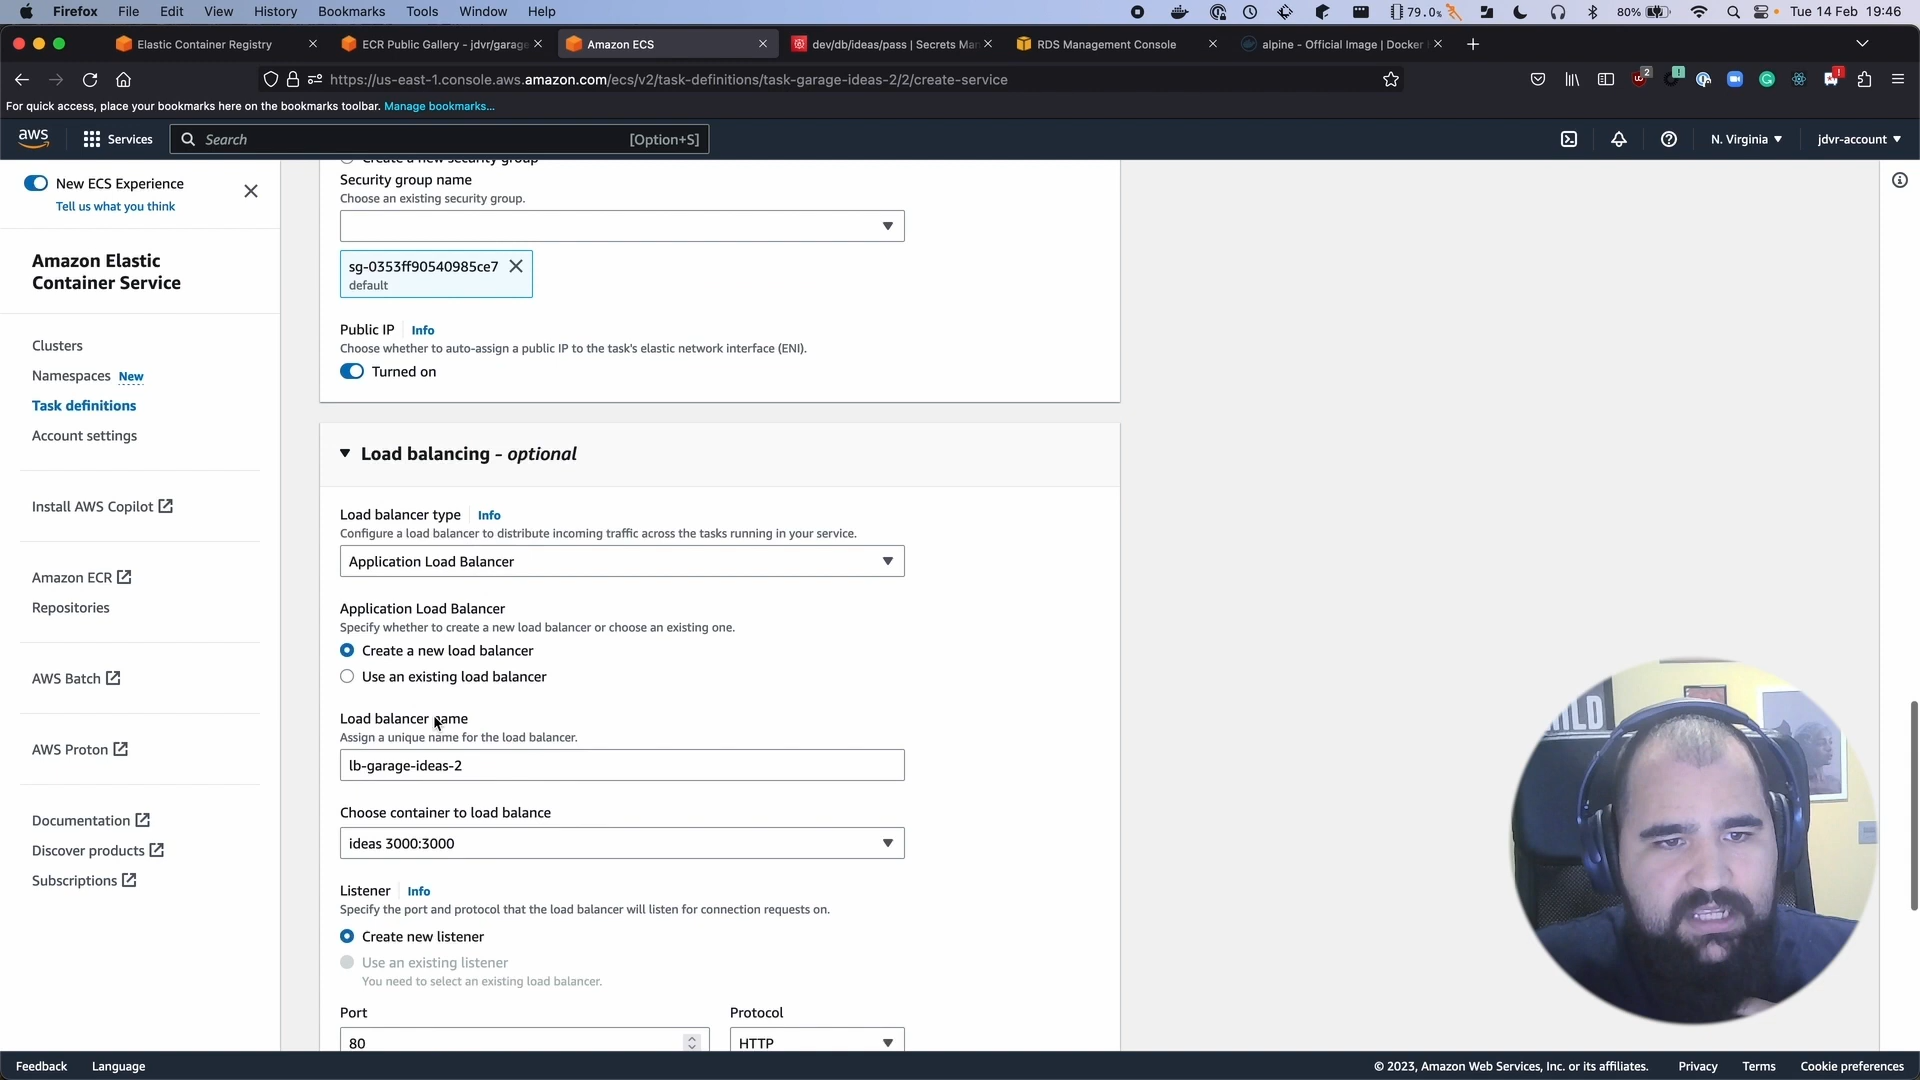 Firefox File Edit View History Bookmarks Tools Window Help
79.0% 80% Tue 14 Feb 19:46
Elastic Container Registry
ECR Public Gallery - jdvr/garage
Amazon ECS
dev/db/ideas/pass | Secrets Mar
RDS Management Console
alpine - Official Image | Docker
https://us-east-1.console.aws.amazon.com/ecs/v2/task-definitions/task-garage-ideas-2/2/create-service
2
For quick access, place your bookmarks here on the bookmarks toolbar. Manage bookmarks...
aws Services Search [Option+S] N. Virginia jdvr-account
New ECS Experience
Tell us what you think
Amazon Elastic
Container Service
Clusters
Namespaces New
Task definitions
Account settings
Install AWS Copilot
Amazon ECR
Repositories
AWS Batch
AWS Proton
Documentation
Discover products
Subscriptions
Create a new security group
Security group name
Choose an existing security group.
sg-0353ff90540985ce7
default
Public IP Info
Choose whether to auto-assign a public IP to the task's elastic network interface (ENI).
Turned on
Load balancing - optional
Load balancer type Info
Configure a load balancer to distribute incoming traffic across the tasks running in your service.
Application Load Balancer
Application Load Balancer
Specify whether to create a new load balancer or choose an existing one.
Create a new load balancer
Use an existing load balancer
Load balancer name
Assign a unique name for the load balancer.
lb-garage-ideas-2
Choose container to load balance
ideas 3000:3000
Listener Info
Specify the port and protocol that the load balancer will listen for connection requests on.
Create new listener
Use an existing listener
You need to select an existing load balancer.
Port Protocol
80 HTTP
Feedback Language © 2023, Amazon Web Services, Inc. or its affiliates. Privacy Terms Cookie preferences